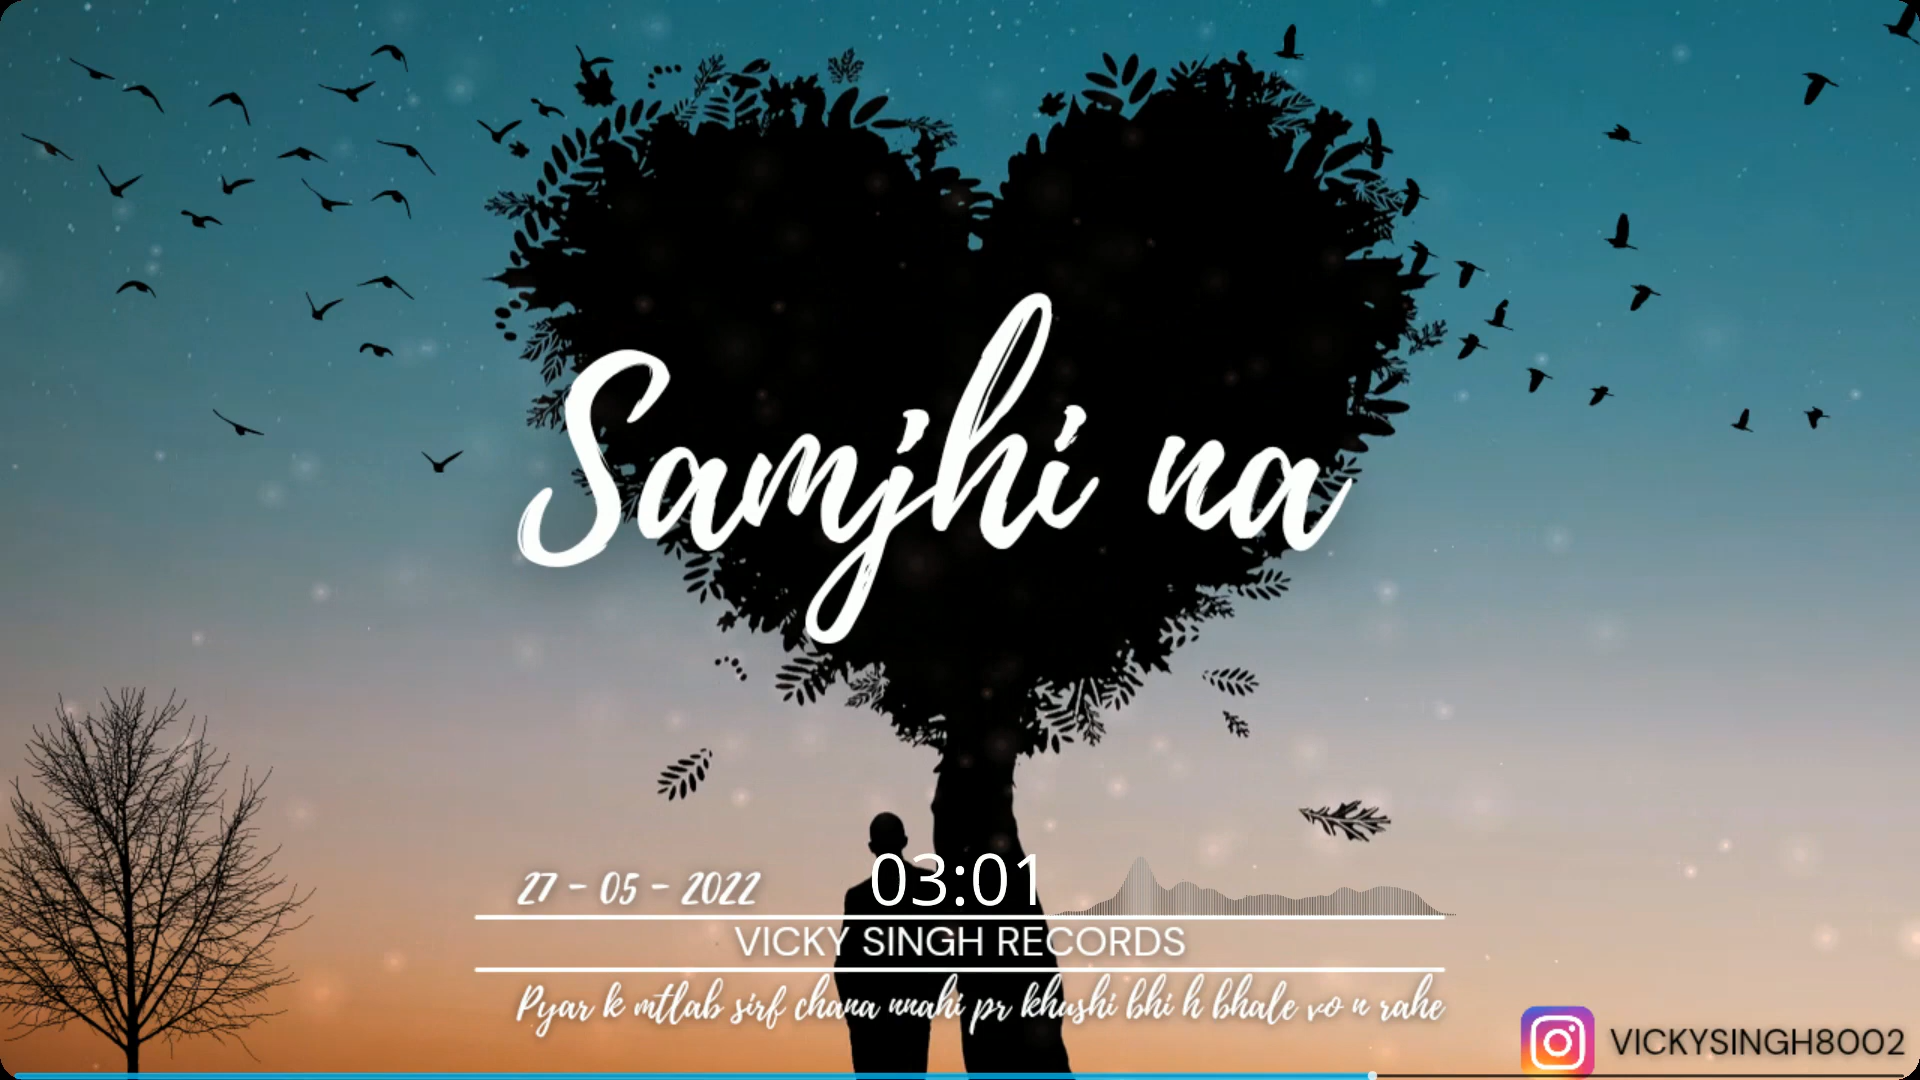 Samjhi na
27 - 05 - 2022
03:01
VICKY SINGH RECORDS
Pyar k mtlab sirf chana nnahi pr khushi bhi h bhale vo n rahe
VICKYSINGH8002